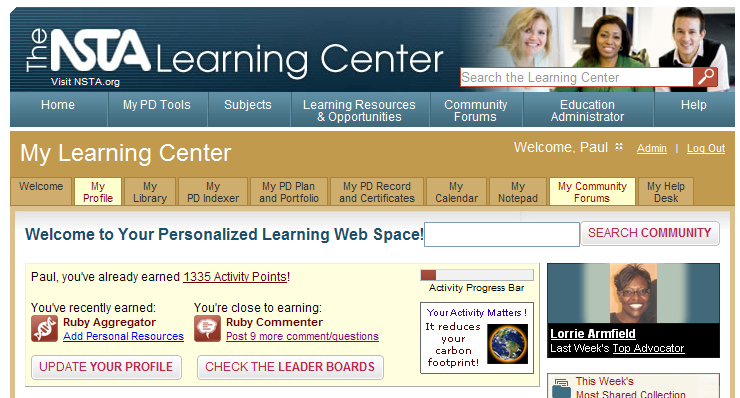 The NSTA Learning Center
Visit NSTA.org
Search the Learning Center
Home My PD Tools Subjects Learning Resources & Opportunities Community Forums Education Administrator Help
My Learning Center
Welcome, Paul Admin | Log Out
Welcome My Profile My Library My PD Indexer My PD Plan and Portfolio My PD Record and Certificates My Calendar My Notepad My Community Forums My Help Desk
Welcome to Your Personalized Learning Web Space!
SEARCH COMMUNITY
Paul, you've already earned 1335 Activity Points!
Activity Progress Bar
You've recently earned:
Ruby Aggregator
Add Personal Resources
You're close to earning:
Ruby Commenter
Post 9 more comment/questions
Your Activity Matters !
It reduces
your
carbon
footprint!
UPDATE YOUR PROFILE
CHECK THE LEADER BOARDS
Lorrie Armfield
Last Week's Top Advocator
This Week's
Most Shared Collection